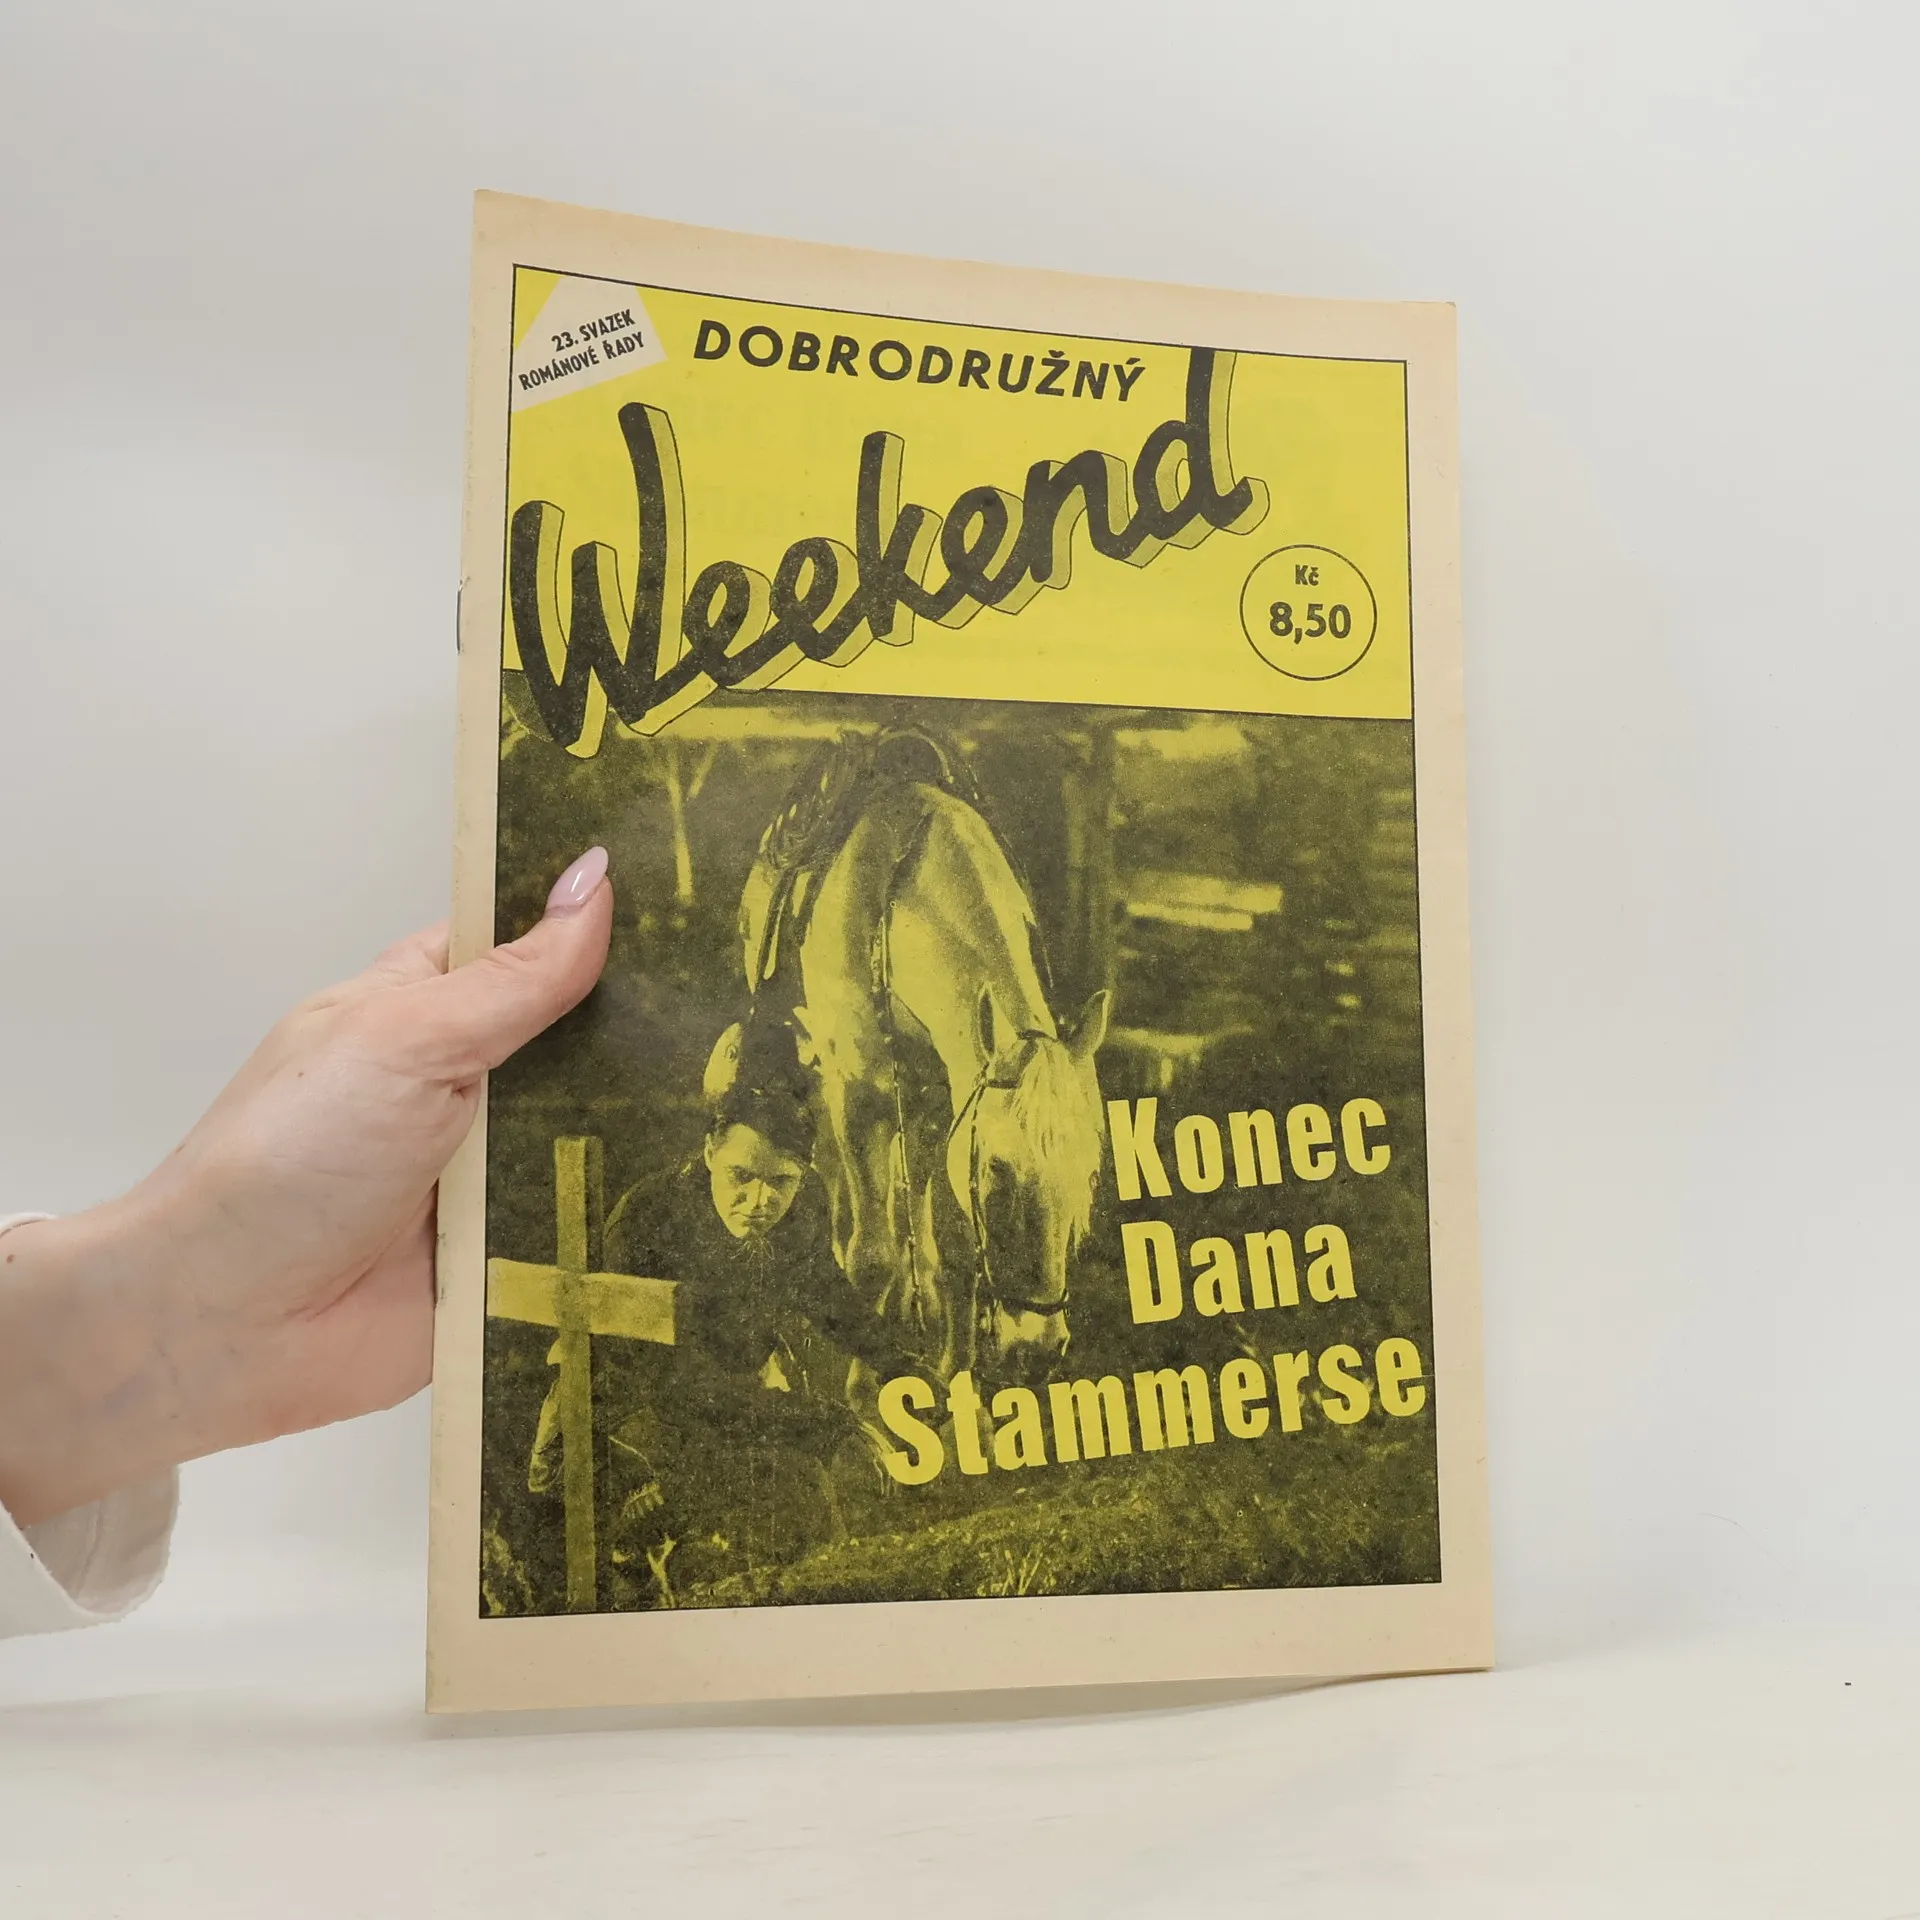 23. SVAZEK
ROMÁNOVÉ ŘADY
DOBRODRUŽNÝ
Weekend
Kč
8,50
Konec
Dana
Stammerse